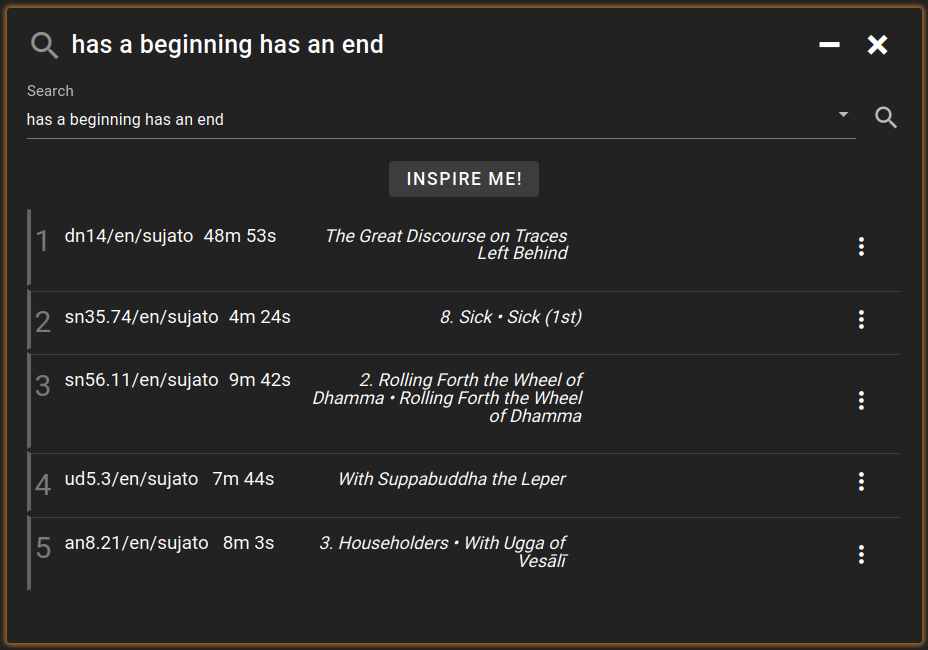 has a beginning has an end
Search
has a beginning has an end
INSPIRE ME!
1 dn14/en/sujato 48m 53s The Great Discourse on Traces
Left Behind
2 sn35.74/en/sujato 4m 24s 8. Sick • Sick (1st)
3 sn56.11/en/sujato 9m 42s 2. Rolling Forth the Wheel of
Dhamma • Rolling Forth the Wheel
of Dhamma
4 ud5.3/en/sujato 7m 44s With Suppabuddha the Leper
5 an8.21/en/sujato 8m 3s 3. Householders • With Ugga of
Vesālī